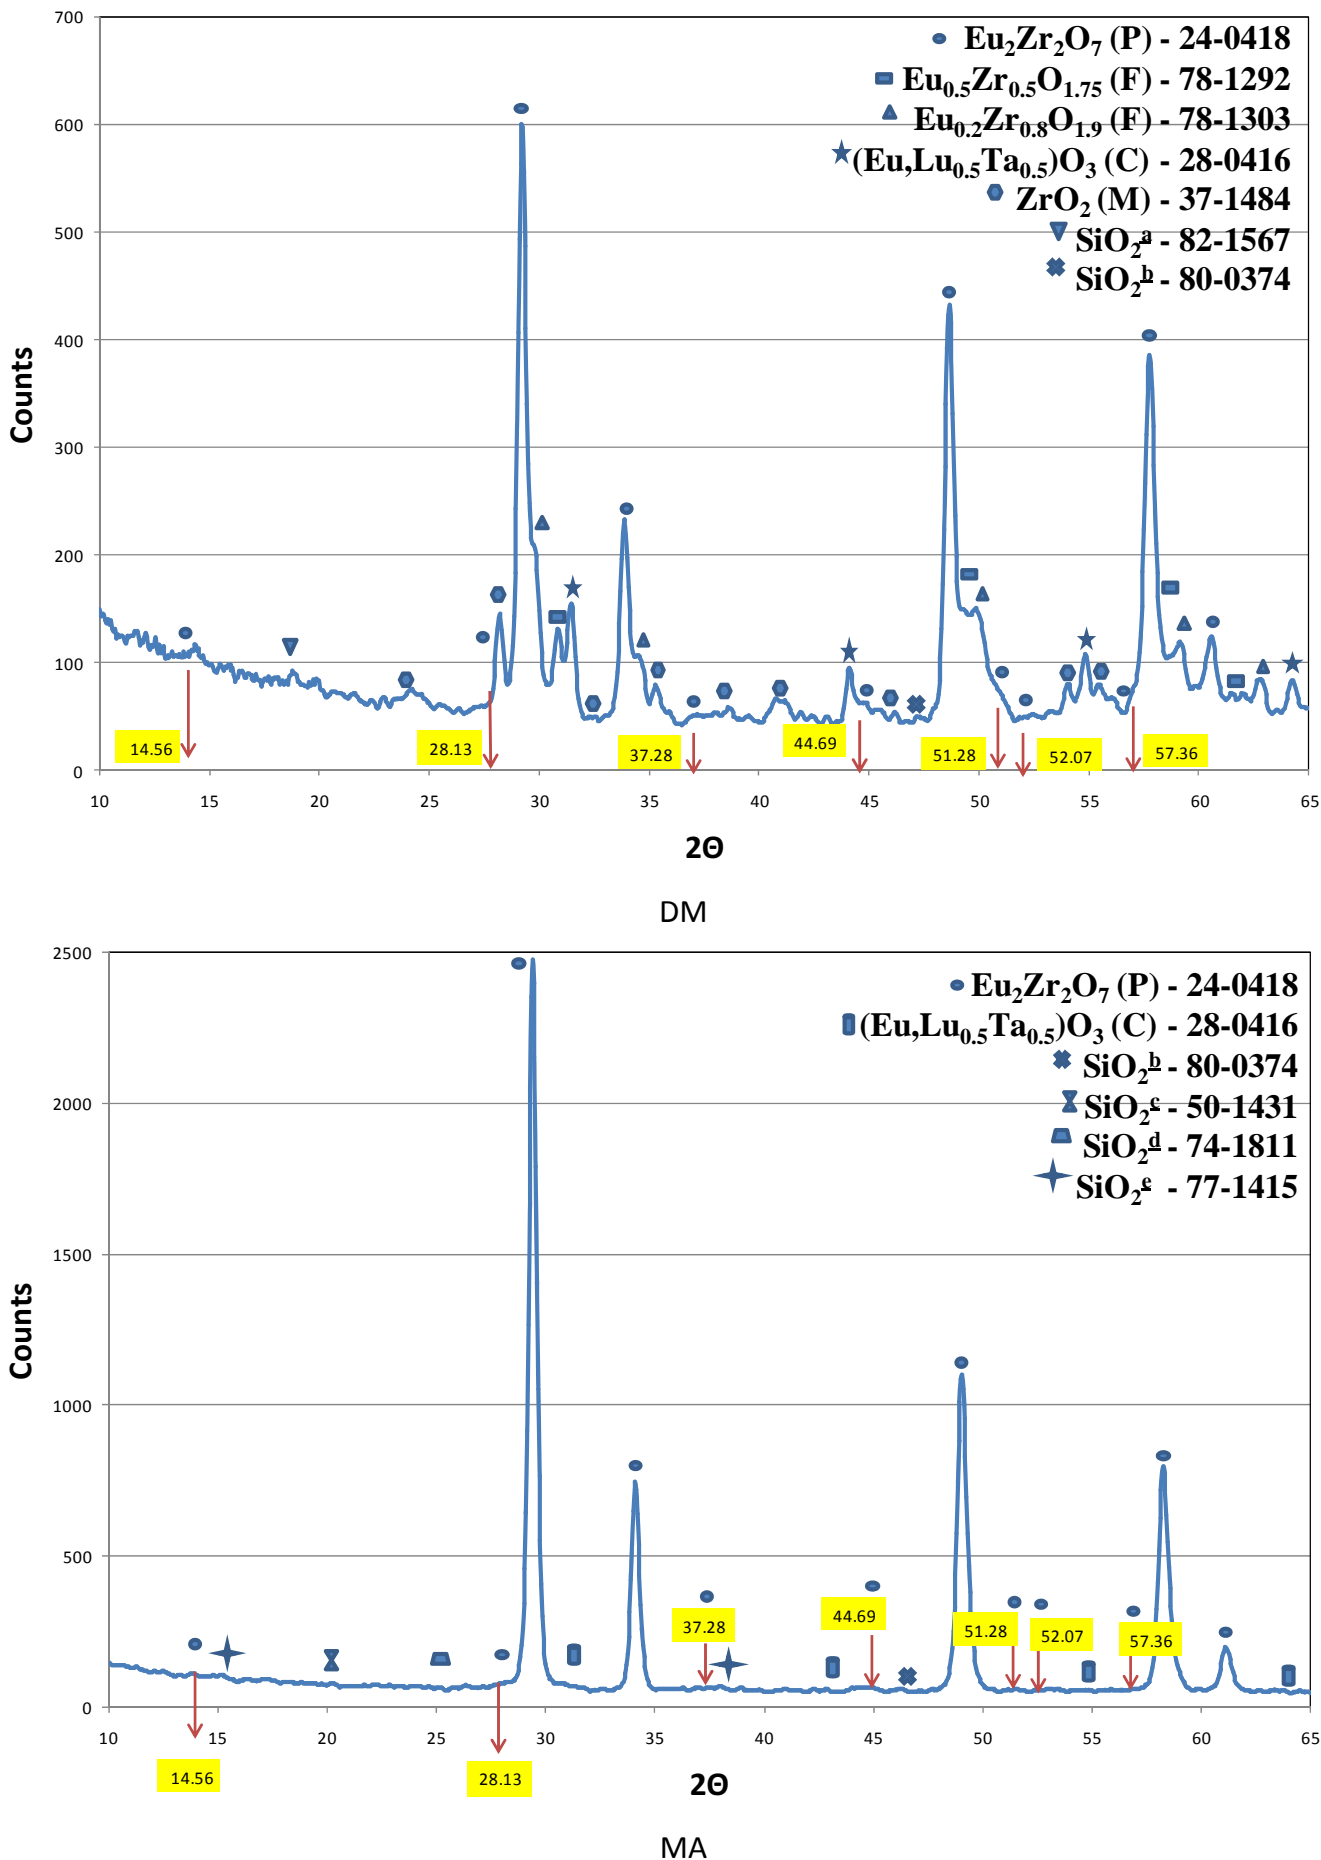 700
600
500
400
300
200
100
0
Counts
Eu₂Zr₂O₇ (P) - 24-0418
Eu₀.₅Zr₀.₅O₁.₇₅ (F) - 78-1292
Eu₀.₂Zr₀.₈O₁.₉ (F) - 78-1303
(Eu,Lu₀.₅Ta₀.₅)O₃ (C) - 28-0416
ZrO₂ (M) - 37-1484
SiO₂ᵃ - 82-1567
SiO₂ᵇ - 80-0374
14.56
28.13
37.28
44.69
51.28
52.07
57.36
10 15 20 25 30 35 40 45 50 55 60 65
2Θ
DM
2500
2000
1500
1000
500
0
Counts
Eu₂Zr₂O₇ (P) - 24-0418
(Eu,Lu₀.₅Ta₀.₅)O₃ (C) - 28-0416
SiO₂ᵇ - 80-0374
SiO₂ᶜ - 50-1431
SiO₂ᵈ - 74-1811
SiO₂ᵉ - 77-1415
37.28
44.69
51.28
52.07
57.36
10 15 20 25 30 35 40 45 50 55 60 65
14.56
28.13
2Θ
MA